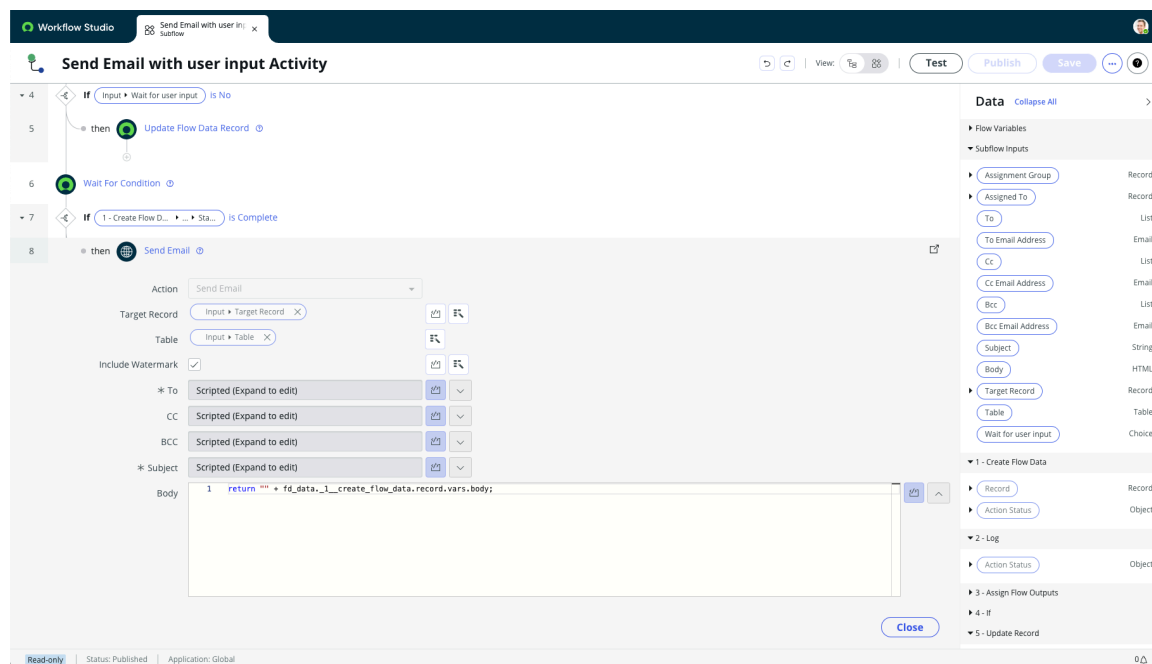 Workflow Studio
Send Email with user inp
Subflow
Send Email with user input Activity
View:
Test
Publish
Save
4
If Input Wait for user input is No
5
then Update Flow Data Record
6
Wait For Condition
7
If 1 - Create Flow D... ... Sta... is Complete
8
then Send Email
Action
Send Email
Target Record
Input Target Record
Table
Input Table
Include Watermark
* To
Scripted (Expand to edit)
CC
Scripted (Expand to edit)
BCC
Scripted (Expand to edit)
* Subject
Scripted (Expand to edit)
Body
1 return "" + fd_data._1__create_flow_data.record.vars.body;
Close
Data Collapse All
Flow Variables
Subflow Inputs
Assignment Group Record
Assigned To Record
To List
To Email Address Email
Cc List
Cc Email Address Email
Bcc List
Bcc Email Address Email
Subject String
Body HTML
Target Record Record
Table Table
Wait for user input Choice
1 - Create Flow Data
Record Record
Action Status Object
2 - Log
Action Status Object
3 - Assign Flow Outputs
4 - If
5 - Update Record
Read-only Status: Published Application: Global
0